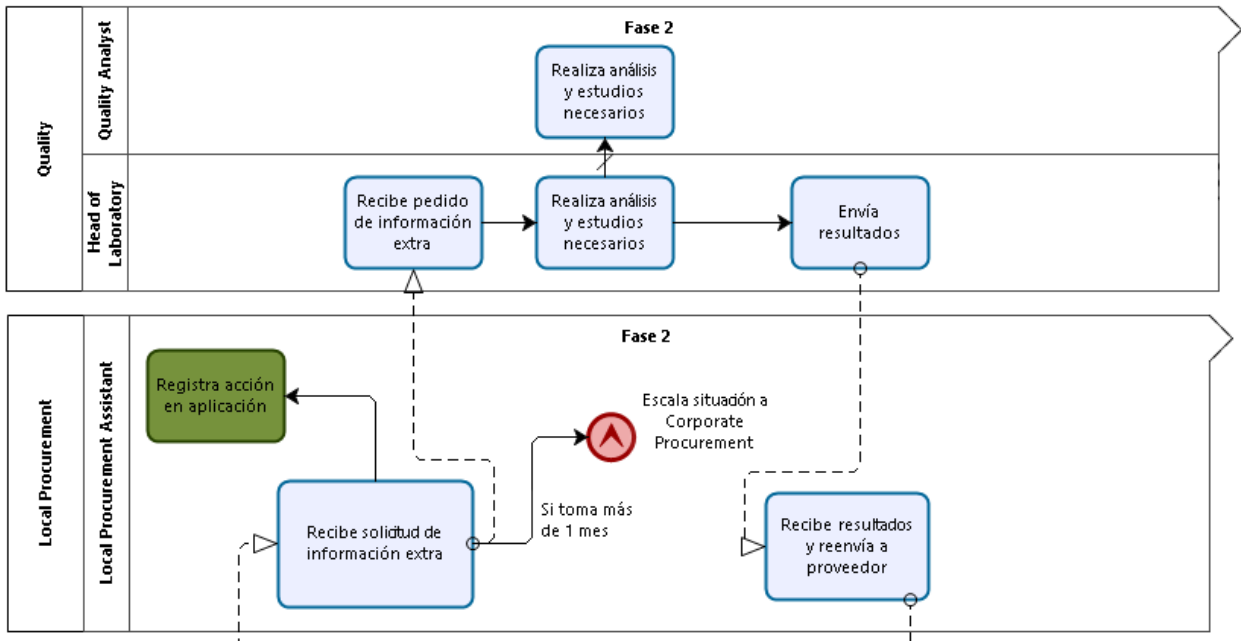 Fase 2
Quality
Quality Analyst
Realiza análisis
y estudios
necesarios
Head of
Laboratory
Recibe pedido
de información
extra
Realiza análisis
y estudios
necesarios
Envía
resultados
Fase 2
Local Procurement
Local Procurement Assistant
Registra acción
en aplicación
Escala situación a
Corporate
Procurement
Si toma más
de 1 mes
Recibe solicitud de
información extra
Recibe resultados
y reenvía a
proveedor